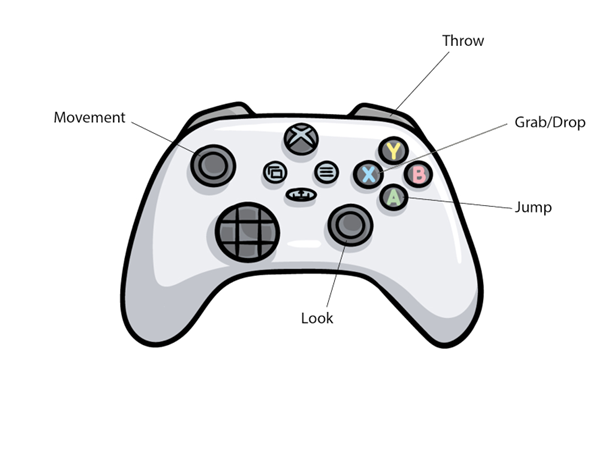 Throw
Movement
Grab/Drop
Y
X
B
A
Jump
Look